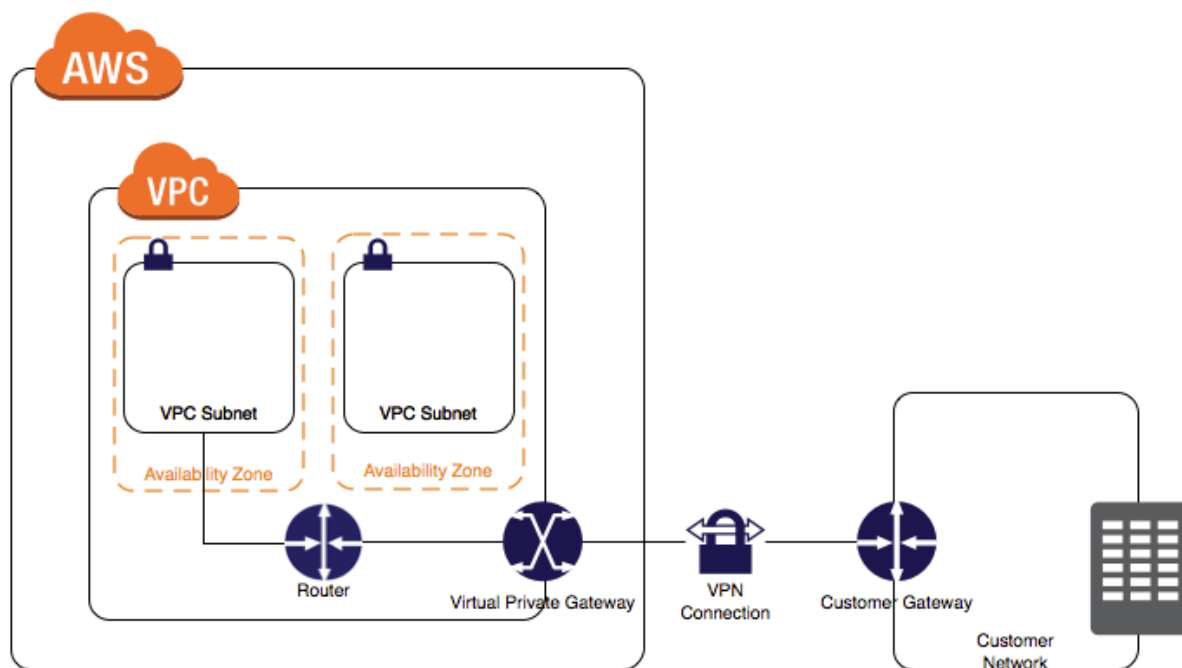 AWS
VPC
VPC Subnet
VPC Subnet
Availability Zone
Availability Zone
Router
Virtual Private Gateway
VPN
Connection
Customer Gateway
Customer
Network